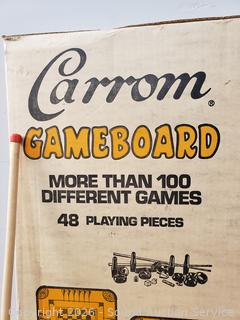 Carrom®
GAMEBOARD
MORE THAN 100
DIFFERENT GAMES
48 PLAYING PIECES